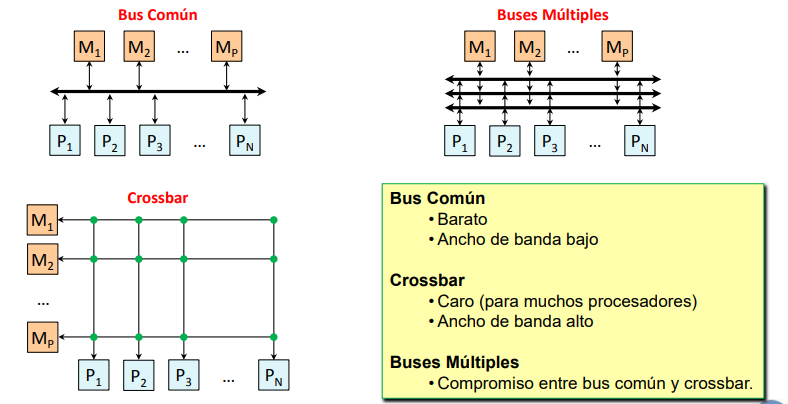 Bus Común
M1 M2 ... MP
P1 P2 P3 ... PN
Buses Múltiples
M1 M2 ... MP
P1 P2 P3 ... PN
Crossbar
M1
M2
...
MP
P1 P2 P3 ... PN
Bus Común
• Barato
• Ancho de banda bajo
Crossbar
• Caro (para muchos procesadores)
• Ancho de banda alto
Buses Múltiples
• Compromiso entre bus común y crossbar.